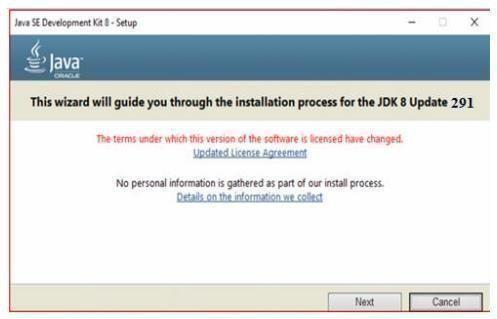 Java SE Development Kit 8 - Setup
Java
ORACLE
This wizard will guide you through the installation process for the JDK 8 Update 291
The terms under which this version of the software is licensed have changed.
Updated License Agreement
No personal information is gathered as part of our install process.
Details on the information we collect
Next Cancel